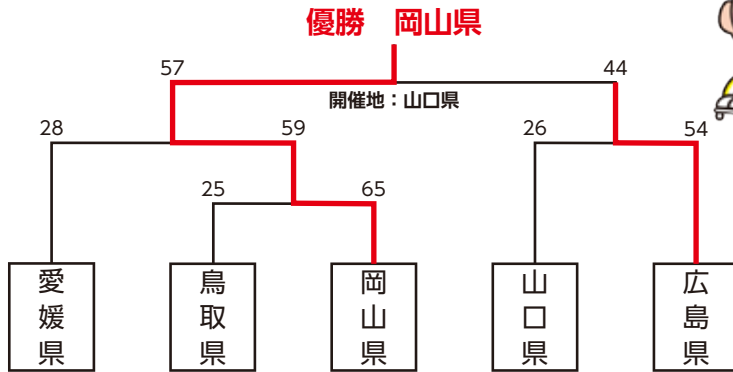 優勝　岡山県
57
44
開催地：山口県
28
59
26
54
25
65
愛媛県
鳥取県
岡山県
山口県
広島県